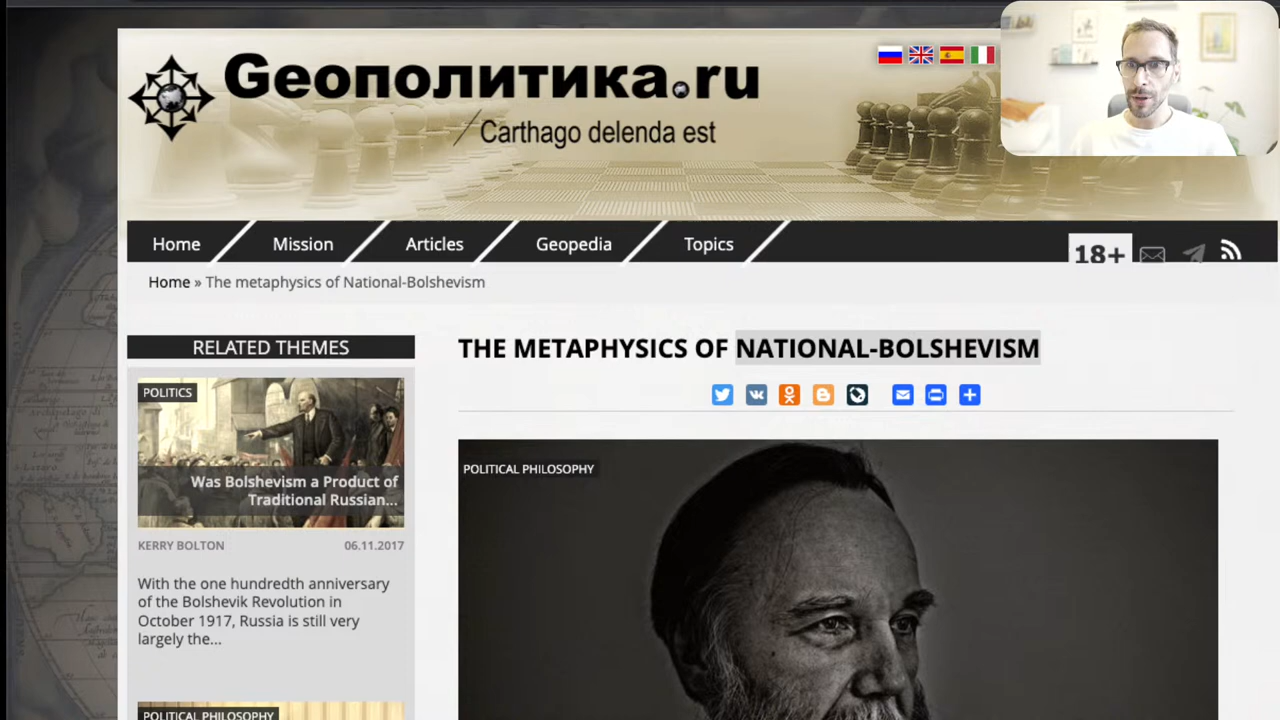 Geополитика.ru
Carthago delenda est
Home
Mission
Articles
Geopedia
Topics
18+
Home » The metaphysics of National-Bolshevism
RELATED THEMES
POLITICS
Was Bolshevism a Product of
Traditional Russian...
KERRY BOLTON
06.11.2017
With the one hundredth anniversary
of the Bolshevik Revolution in
October 1917, Russia is still very
largely the...
POLITICAL PHILOSOPHY
THE METAPHYSICS OF NATIONAL-BOLSHEVISM
POLITICAL PHILOSOPHY